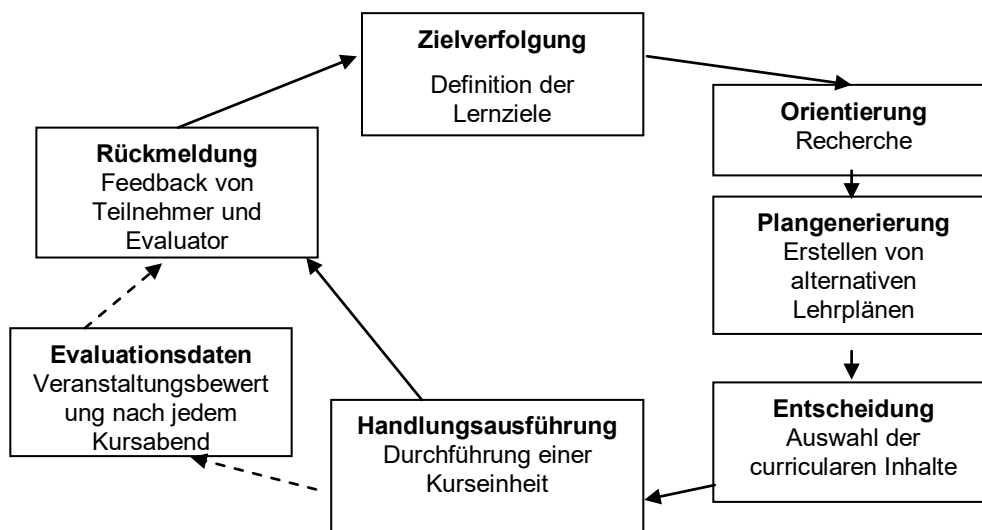 Zielverfolgung
Definition der
Lernziele
Orientierung
Recherche
Plangenerierung
Erstellen von
alternativen
Lehrplänen
Entscheidung
Auswahl der
curricularen Inhalte
Handlungsausführung
Durchführung einer
Kurseinheit
Evaluationsdaten
Veranstaltungsbewert
ung nach jedem
Kursabend
Rückmeldung
Feedback von
Teilnehmer und
Evaluator